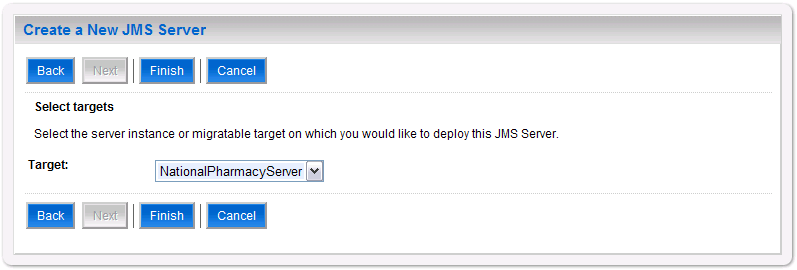 Create a New JMS Server
Back Next Finish Cancel
Select targets
Select the server instance or migratable target on which you would like to deploy this JMS Server.
Target: NationalPharmacyServer
Back Next Finish Cancel